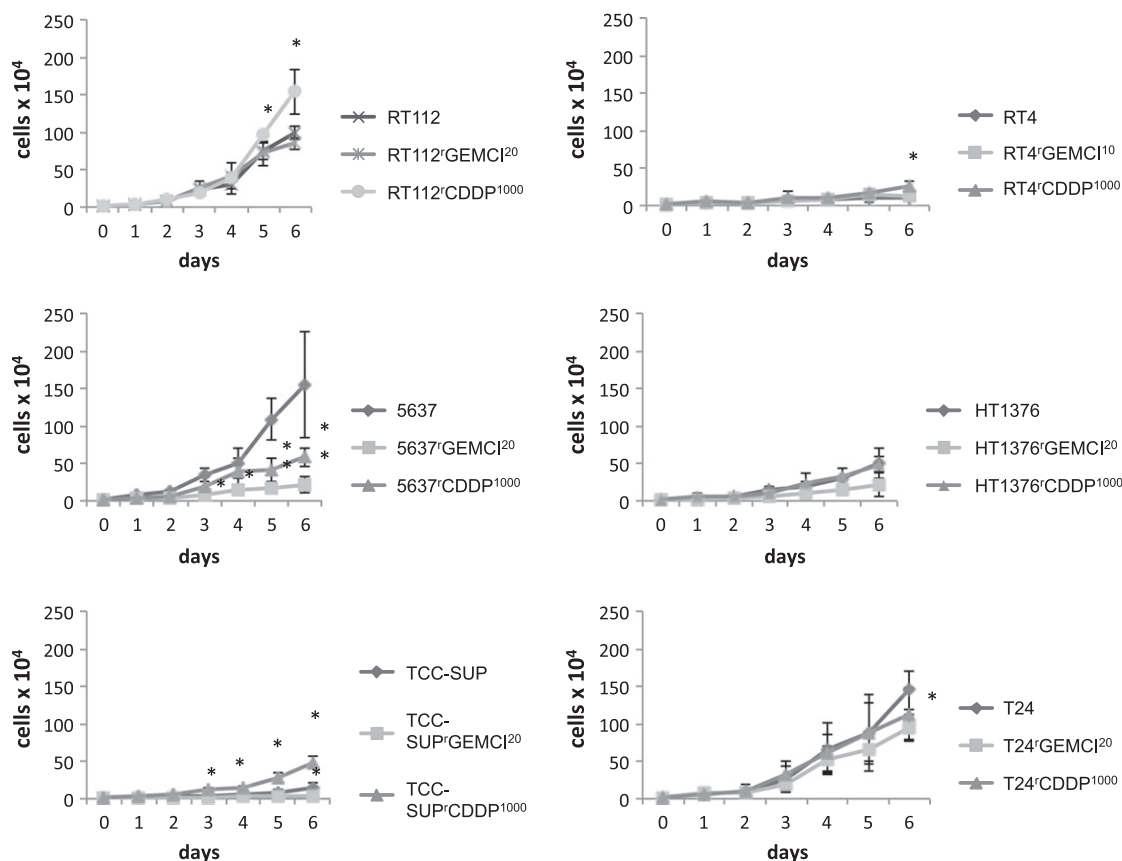 250
200
150
100
50
0
0 1 2 3 4 5 6
days
cells x 10⁴
* *
RT112
RT112ʳGEMCI²⁰
RT112ʳCDDP¹⁰⁰⁰
250
200
150
100
50
0
0 1 2 3 4 5 6
days
cells x 10⁴
*
RT4
RT4ʳGEMCI¹⁰
RT4ʳCDDP¹⁰⁰⁰
250
200
150
100
50
0
0 1 2 3 4 5 6
days
cells x 10⁴
* * * * * *
5637
5637ʳGEMCI²⁰
5637ʳCDDP¹⁰⁰⁰
250
200
150
100
50
0
0 1 2 3 4 5 6
days
cells x 10⁴
HT1376
HT1376ʳGEMCI²⁰
HT1376ʳCDDP¹⁰⁰⁰
250
200
150
100
50
0
0 1 2 3 4 5 6
days
cells x 10⁴
* * * * *
TCC-SUP
TCC-
SUPʳGEMCI²⁰
TCC-
SUPʳCDDP¹⁰⁰⁰
250
200
150
100
50
0
0 1 2 3 4 5 6
days
cells x 10⁴
*
T24
T24ʳGEMCI²⁰
T24ʳCDDP¹⁰⁰⁰